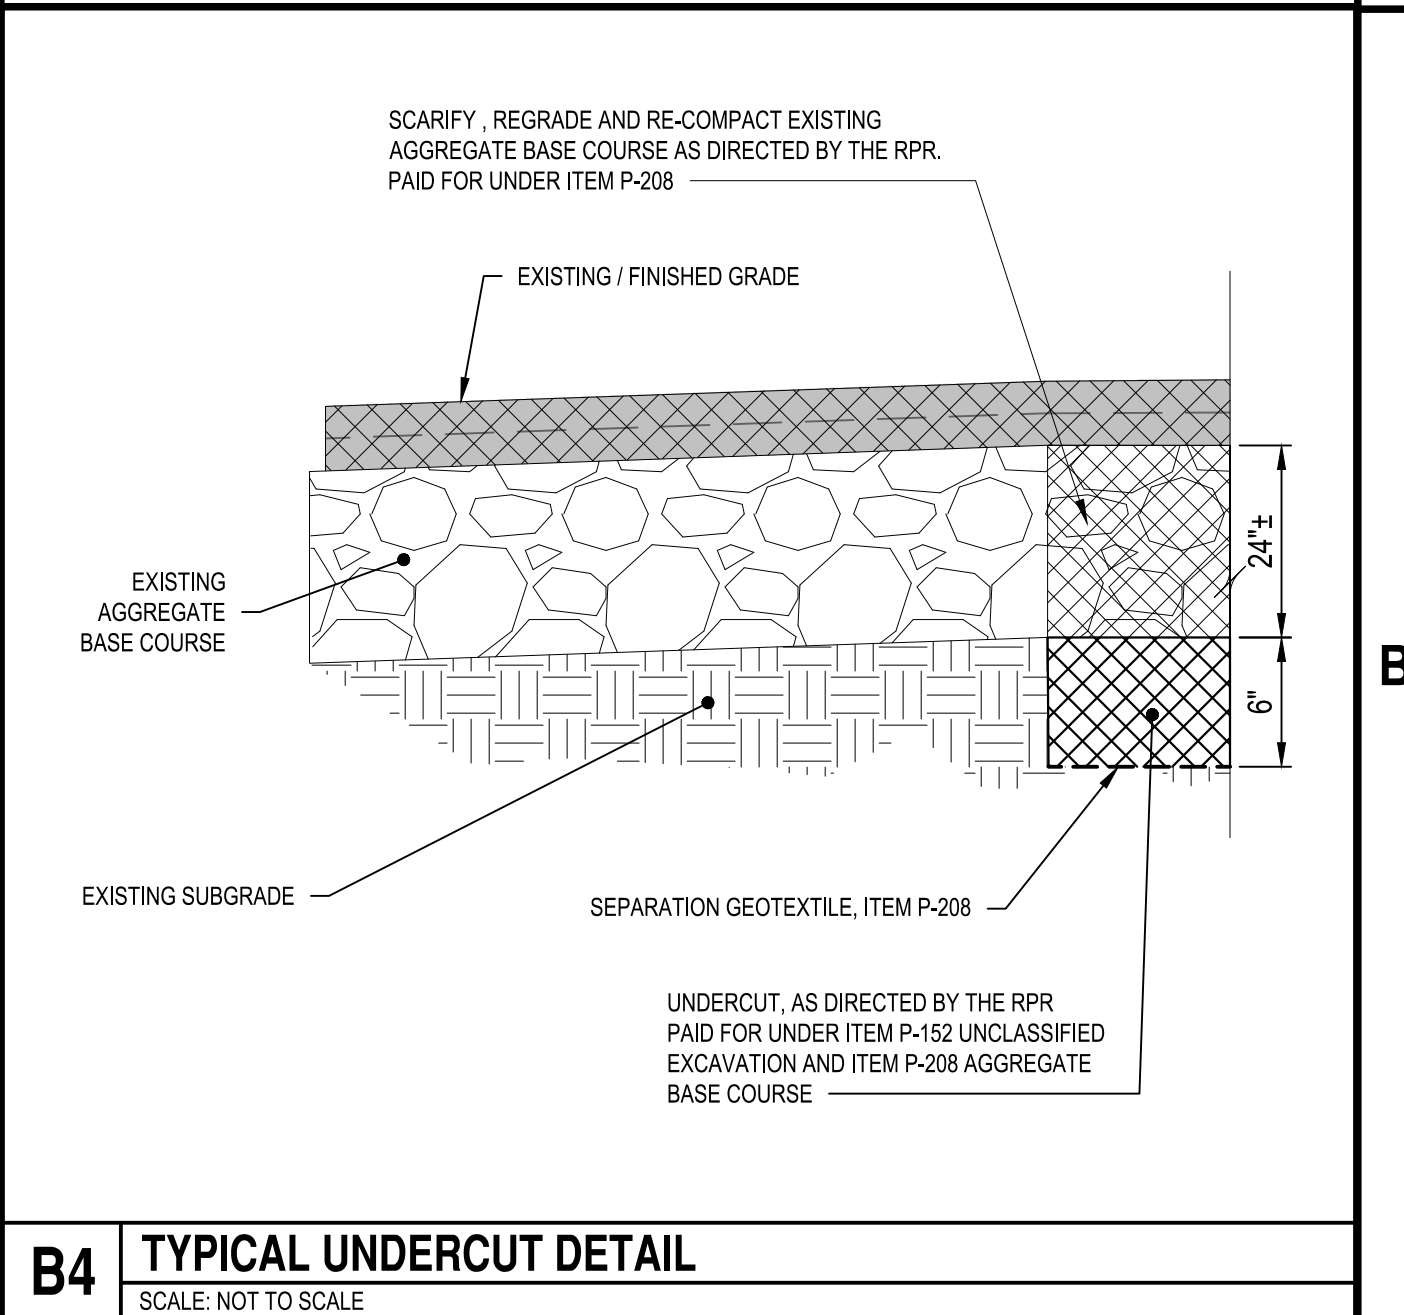 SCARIFY , REGRADE AND RE-COMPACT EXISTING
AGGREGATE BASE COURSE AS DIRECTED BY THE RPR.
PAID FOR UNDER ITEM P-208
EXISTING / FINISHED GRADE
24"±
EXISTING
AGGREGATE
BASE COURSE
6"
B
EXISTING SUBGRADE
SEPARATION GEOTEXTILE, ITEM P-208
UNDERCUT, AS DIRECTED BY THE RPR
PAID FOR UNDER ITEM P-152 UNCLASSIFIED
EXCAVATION AND ITEM P-208 AGGREGATE
BASE COURSE
B4
TYPICAL UNDERCUT DETAIL
SCALE: NOT TO SCALE